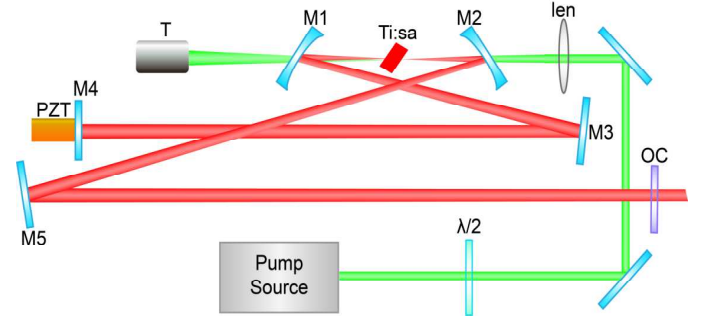 T
M1
Ti:sa
M2
len
PZT
M4
M3
OC
M5
λ/2
Pump
Source